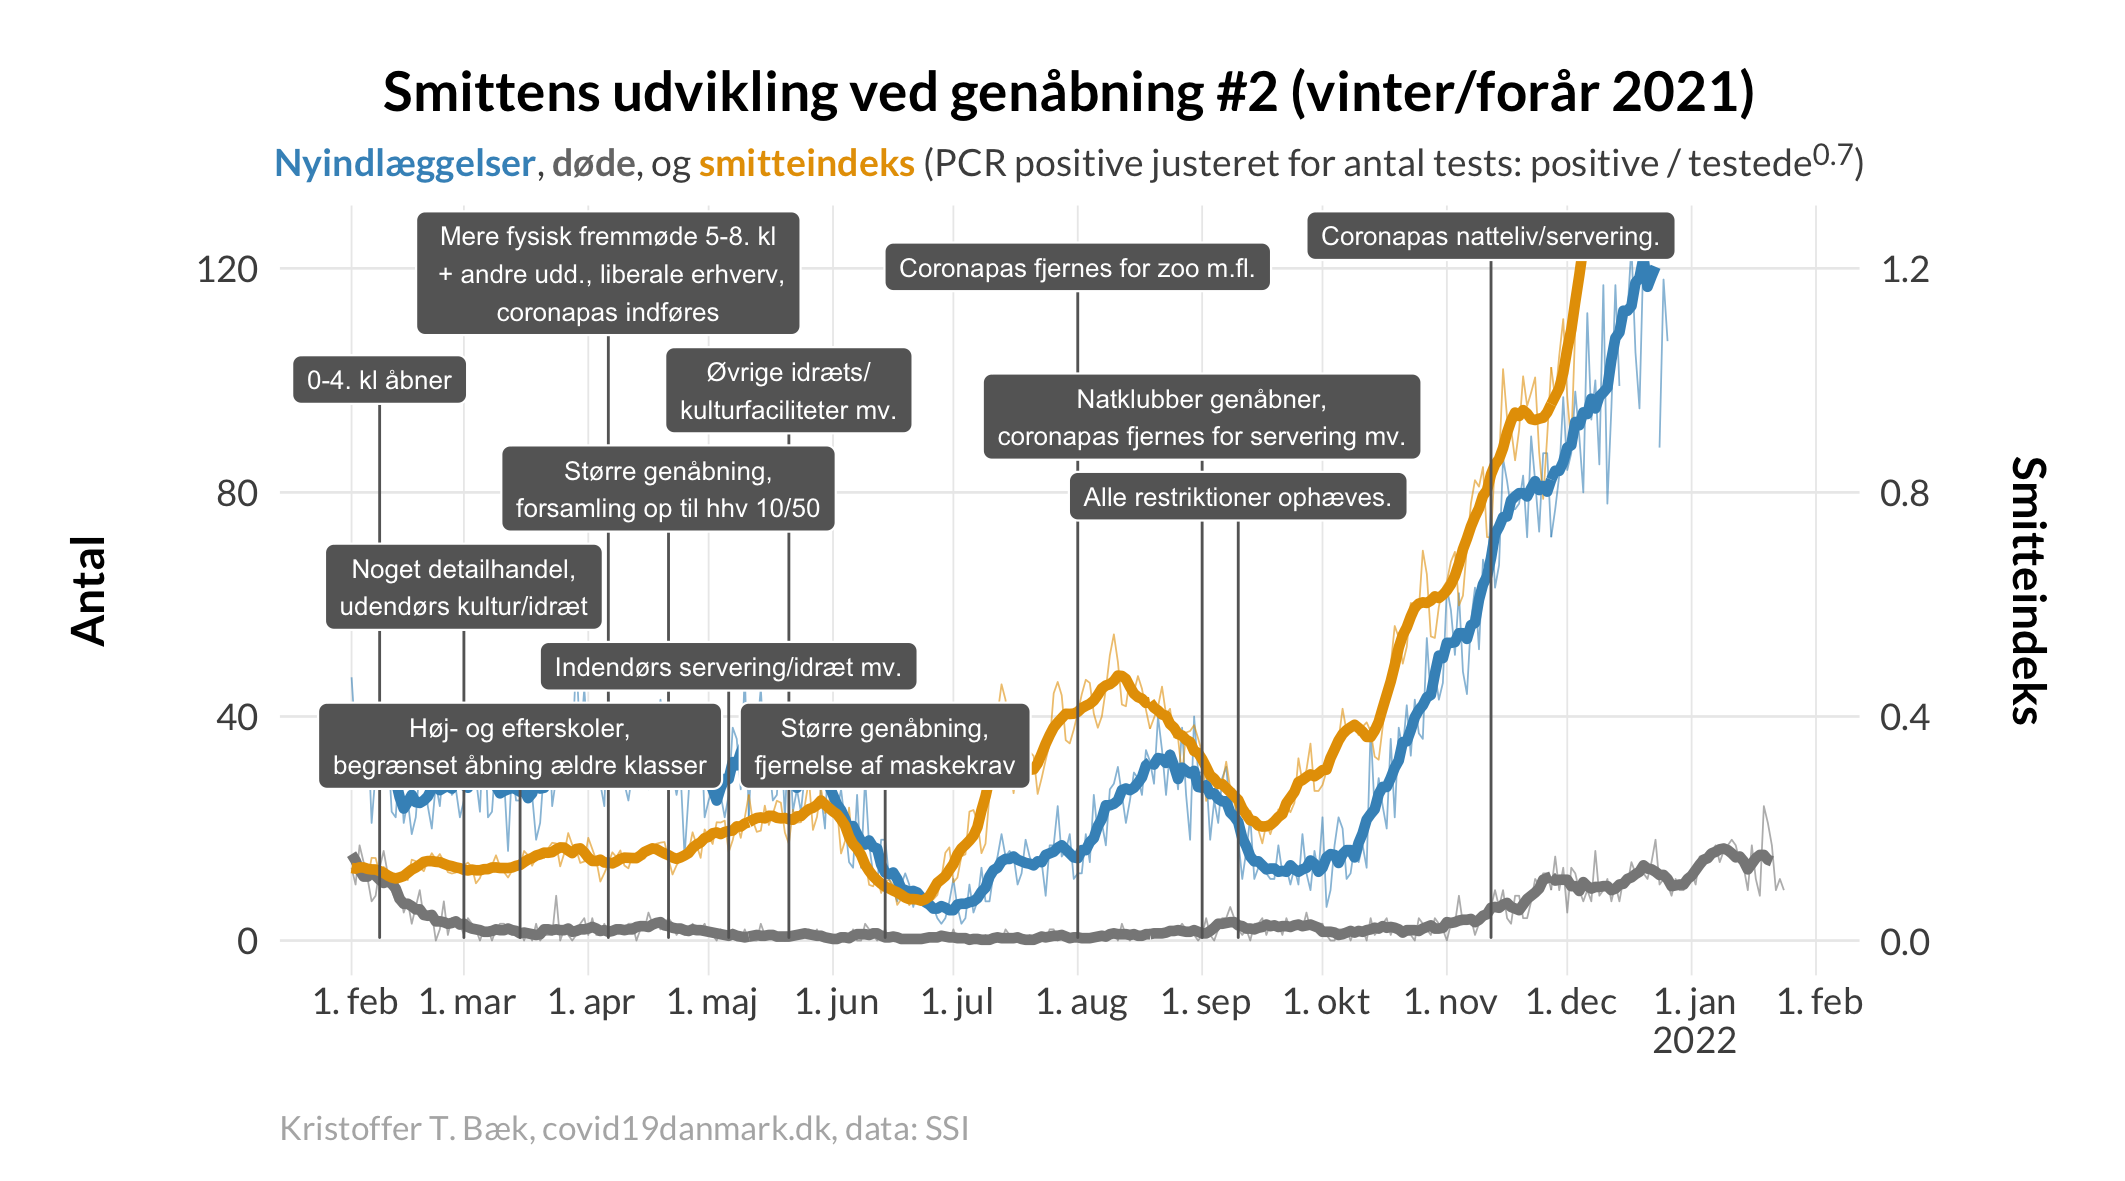 Smittens udvikling ved genåbning #2 (vinter/forår 2021)
Nyindlæggelser, døde, og smitteindeks (PCR positive justeret for antal tests: positive / testede^0.7)
Mere fysisk fremmøde 5-8. kl
+ andre udd., liberale erhverv,
coronapas indføres
Coronapas natteliv/servering.
Coronapas fjernes for zoo m.fl.
0-4. kl åbner
Øvrige idræts/
kulturfaciliteter mv.
Natklubber genåbner,
coronapas fjernes for servering mv.
Større genåbning,
forsamling op til hhv 10/50
Alle restriktioner ophæves.
Noget detailhandel,
udendørs kultur/idræt
Indendørs servering/idræt mv.
Høj- og efterskoler,
begrænset åbning ældre klasser
Større genåbning,
fjernelse af maskekrav
Antal
120
80
40
0
Smitteindeks
1.2
0.8
0.4
0.0
1. feb 1. mar 1. apr 1. maj 1. jun 1. jul 1. aug 1. sep 1. okt 1. nov 1. dec 1. jan 1. feb
2022
Kristoffer T. Bæk, covid19danmark.dk, data: SSI